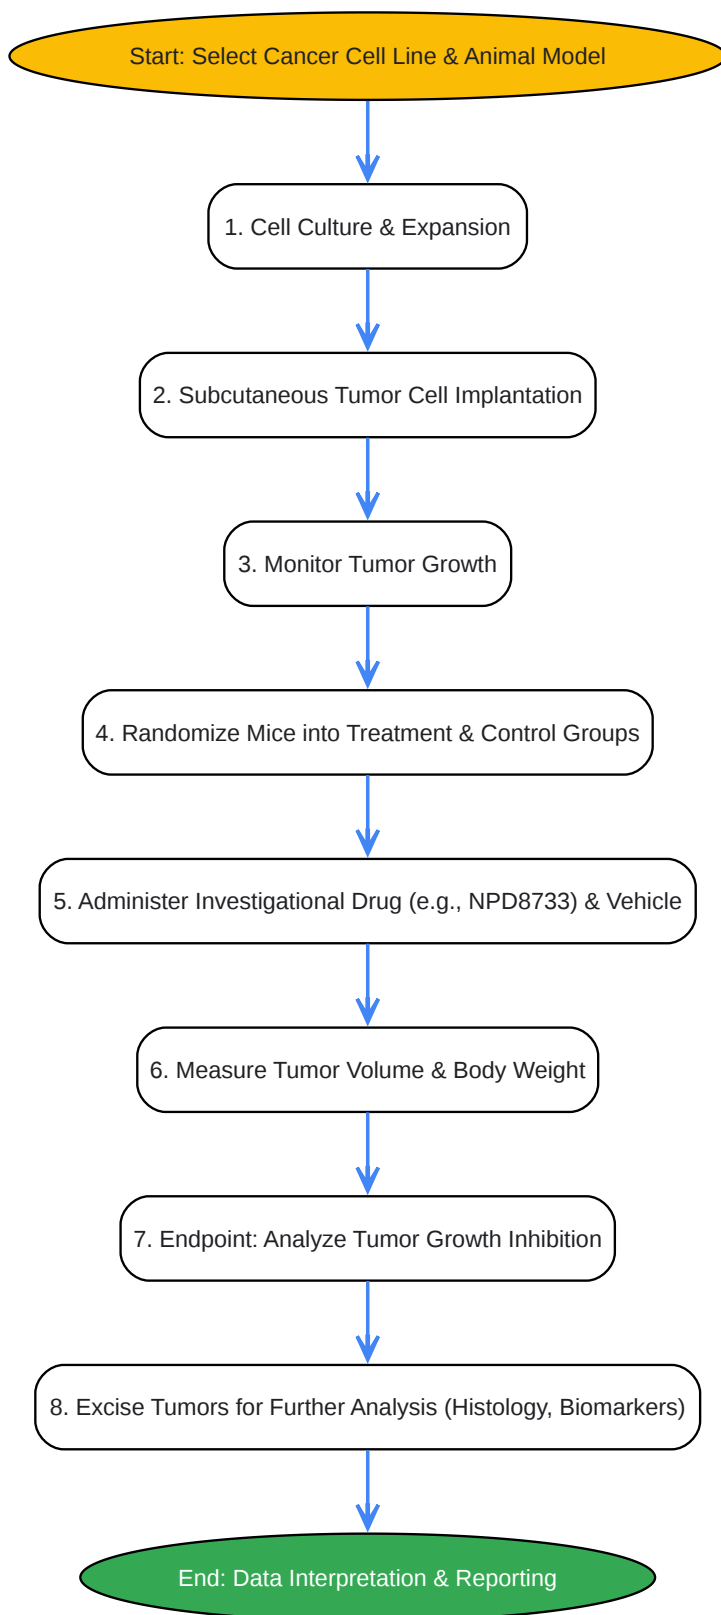 Start: Select Cancer Cell Line & Animal Model
1. Cell Culture & Expansion
2. Subcutaneous Tumor Cell Implantation
3. Monitor Tumor Growth
4. Randomize Mice into Treatment & Control Groups
5. Administer Investigational Drug (e.g., NPD8733) & Vehicle
6. Measure Tumor Volume & Body Weight
7. Endpoint: Analyze Tumor Growth Inhibition
8. Excise Tumors for Further Analysis (Histology, Biomarkers)
End: Data Interpretation & Reporting